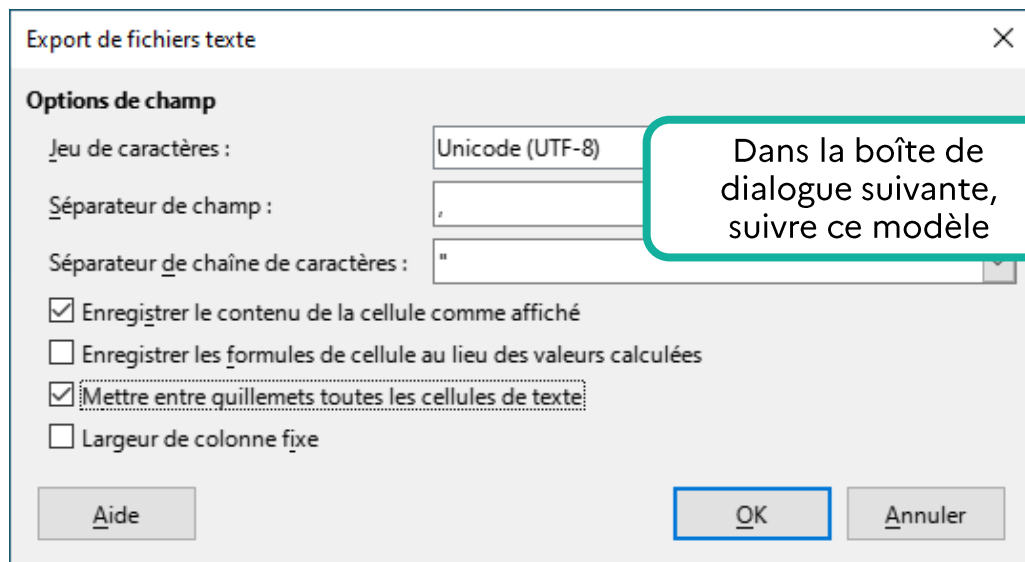 Export de fichiers texte
Options de champ
Jeu de caractères :
Unicode (UTF-8)
Séparateur de champ :
,
Séparateur de chaîne de caractères :
"
Dans la boîte de
dialogue suivante,
suivre ce modèle
Enregistrer le contenu de la cellule comme affiché
Enregistrer les formules de cellule au lieu des valeurs calculées
Mettre entre guillemets toutes les cellules de texte
Largeur de colonne fixe
Aide
OK
Annuler